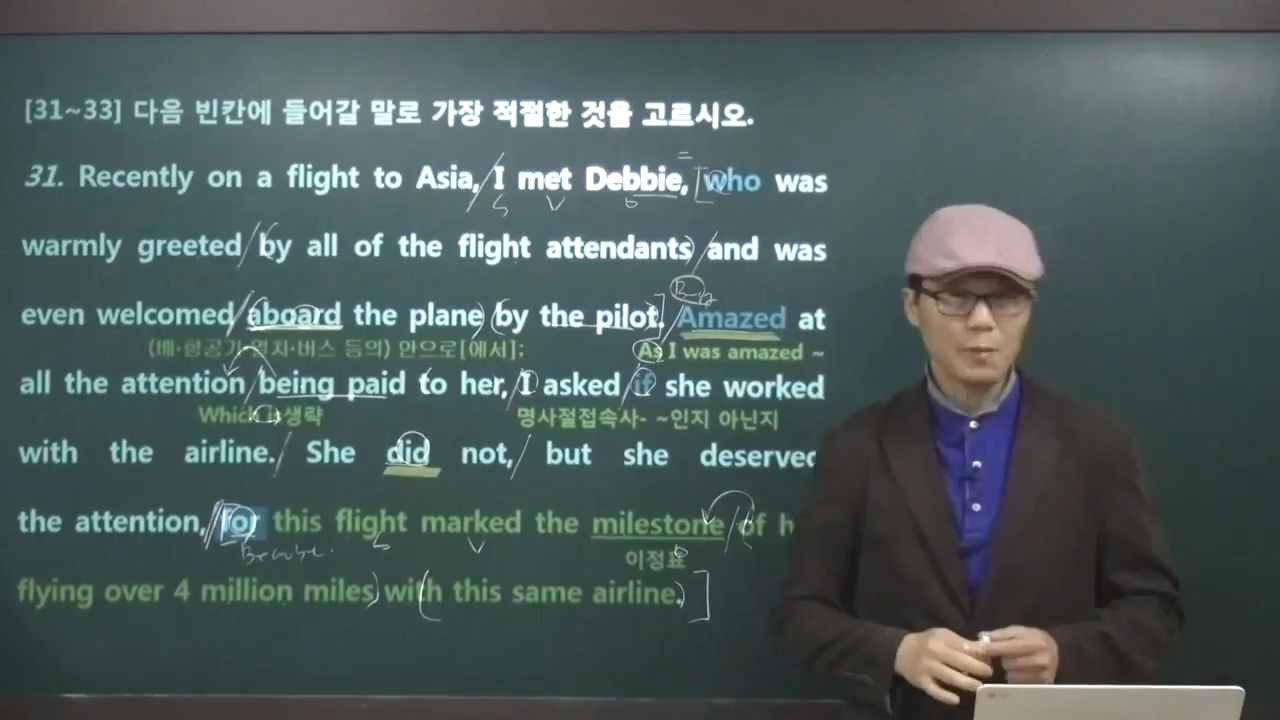 [31~33] 다음 빈칸에 들어갈 말로 가장 적절한 것을 고르시오.
31. Recently on a flight to Asia, I met Debbie, who was
S V o
warmly greeted by all of the flight attendants and was
even welcomed aboard the plane by the pilot. Amazed at
(배·항공기·열차·버스 등의) 안으로[에서]; As I was amazed ~
all the attention being paid to her, I asked if she worked
Which is생략 명사절접속사- ~인지 아닌지
with the airline. She did not, but she deserved
the attention, for this flight marked the milestone of
Because S V 이정표 o
flying over 4 million miles with this same airline.